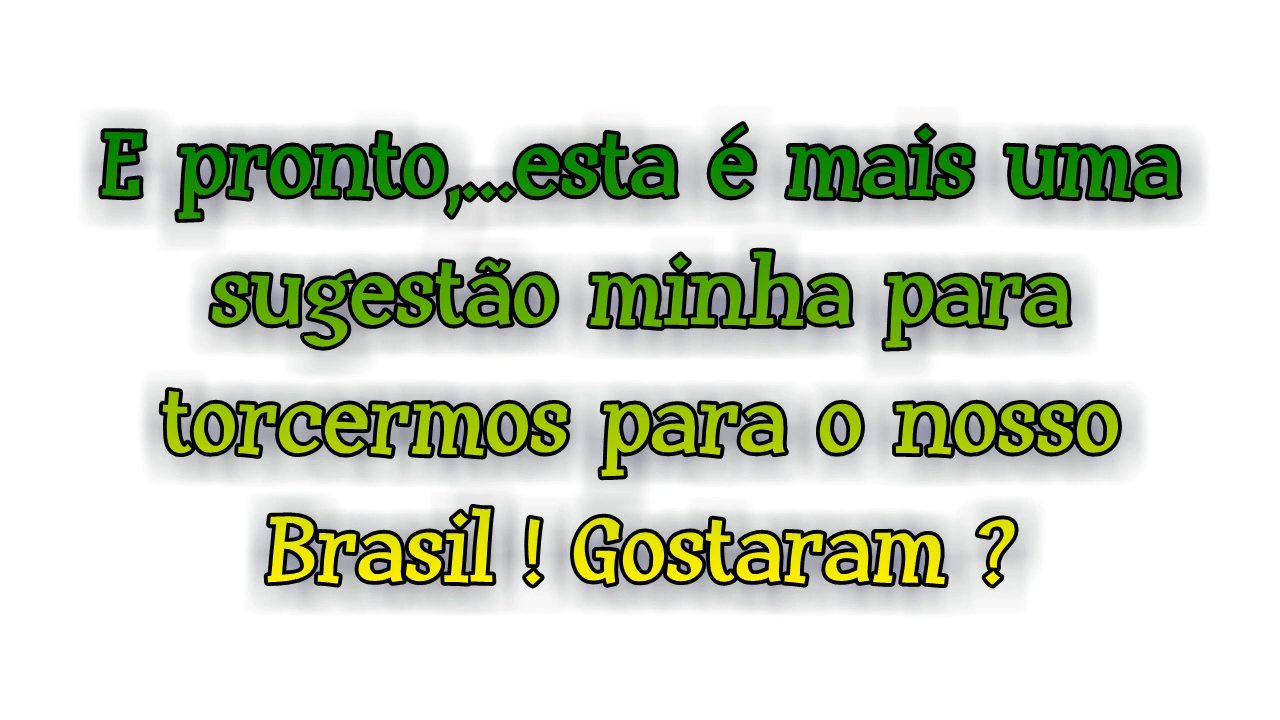 E pronto,...esta é mais uma
sugestão minha para
torcermos para o nosso
Brasil ! Gostaram ?